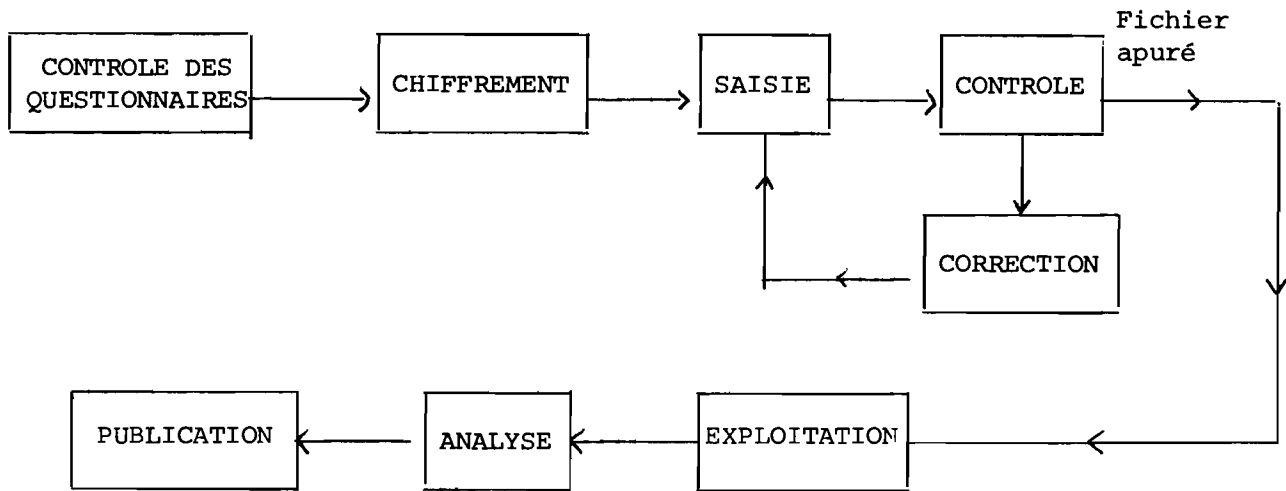 Fichier
apuré
CONTROLE DES
QUESTIONNAIRES
CHIFFREMENT
SAISIE
CONTROLE
CORRECTION
PUBLICATION
ANALYSE
EXPLOITATION